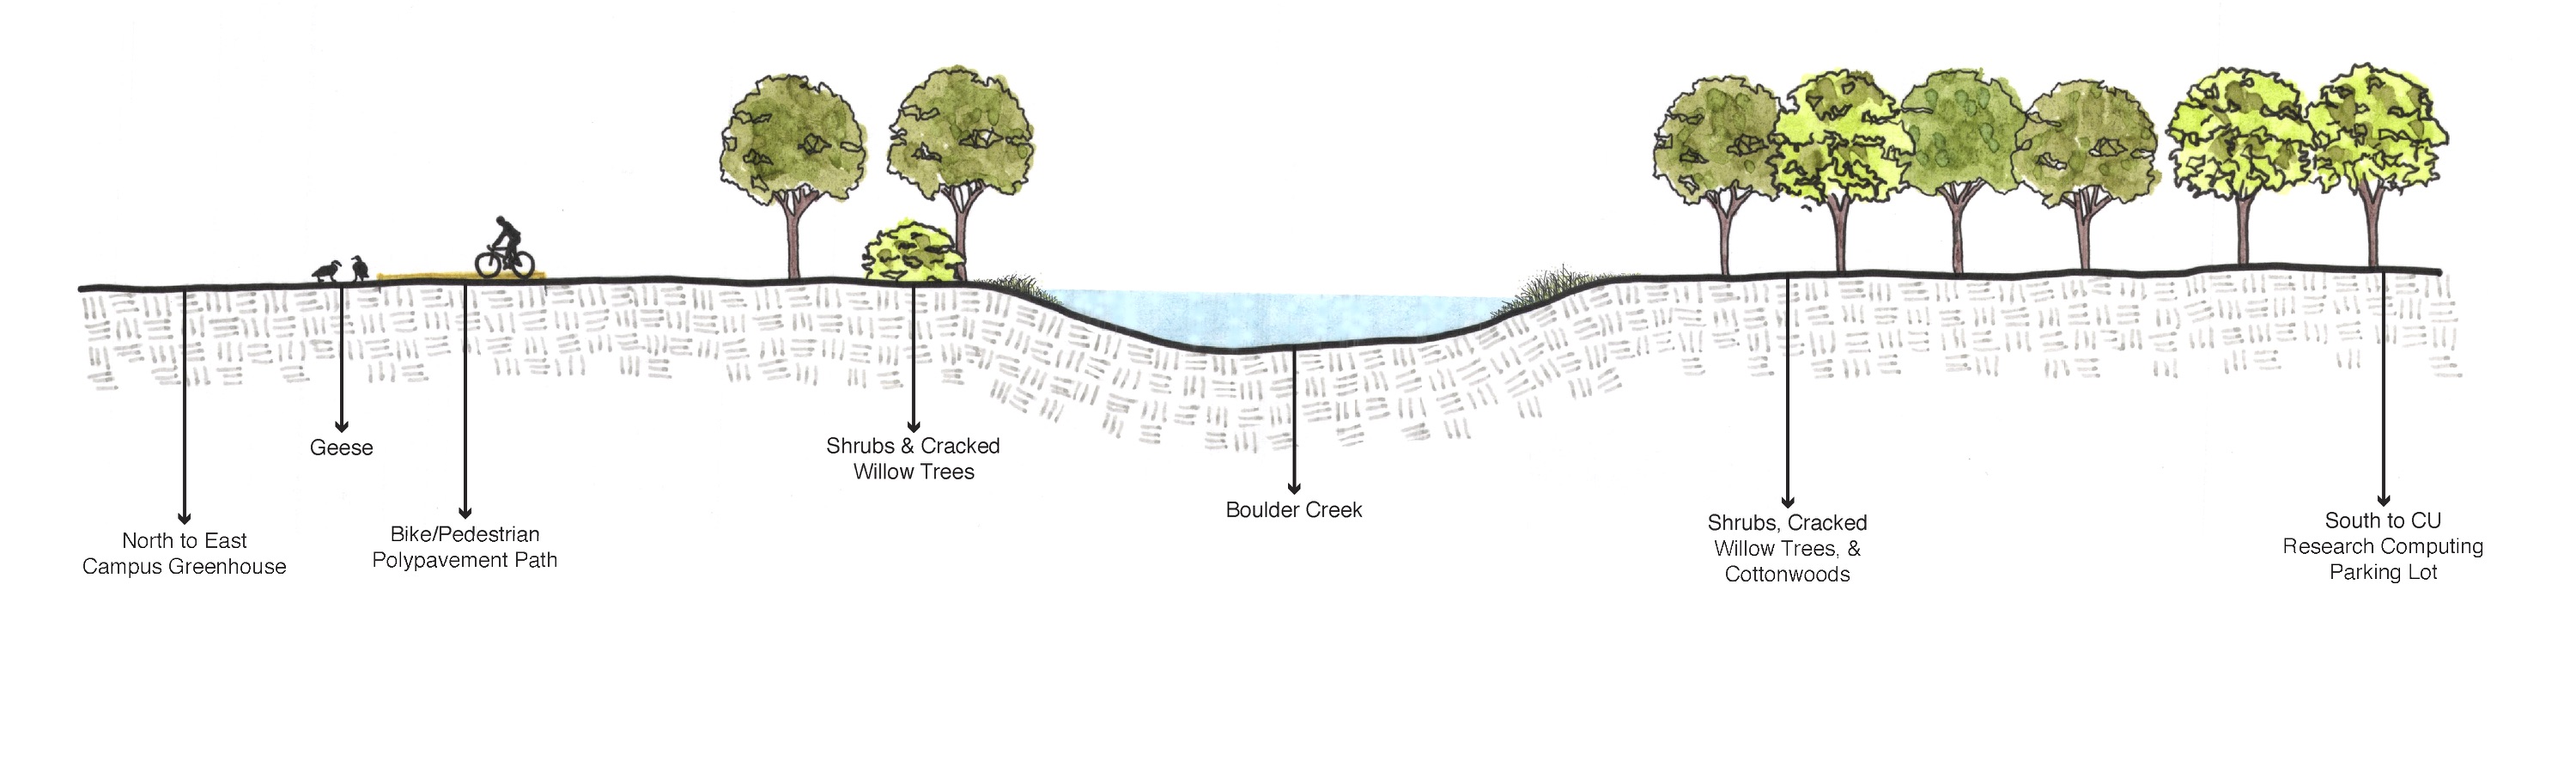 Geese
Shrubs & Cracked
Willow Trees
Boulder Creek
North to East
Campus Greenhouse
Bike/Pedestrian
Polypavement Path
Shrubs, Cracked
Willow Trees, &
Cottonwoods
South to CU
Research Computing
Parking Lot